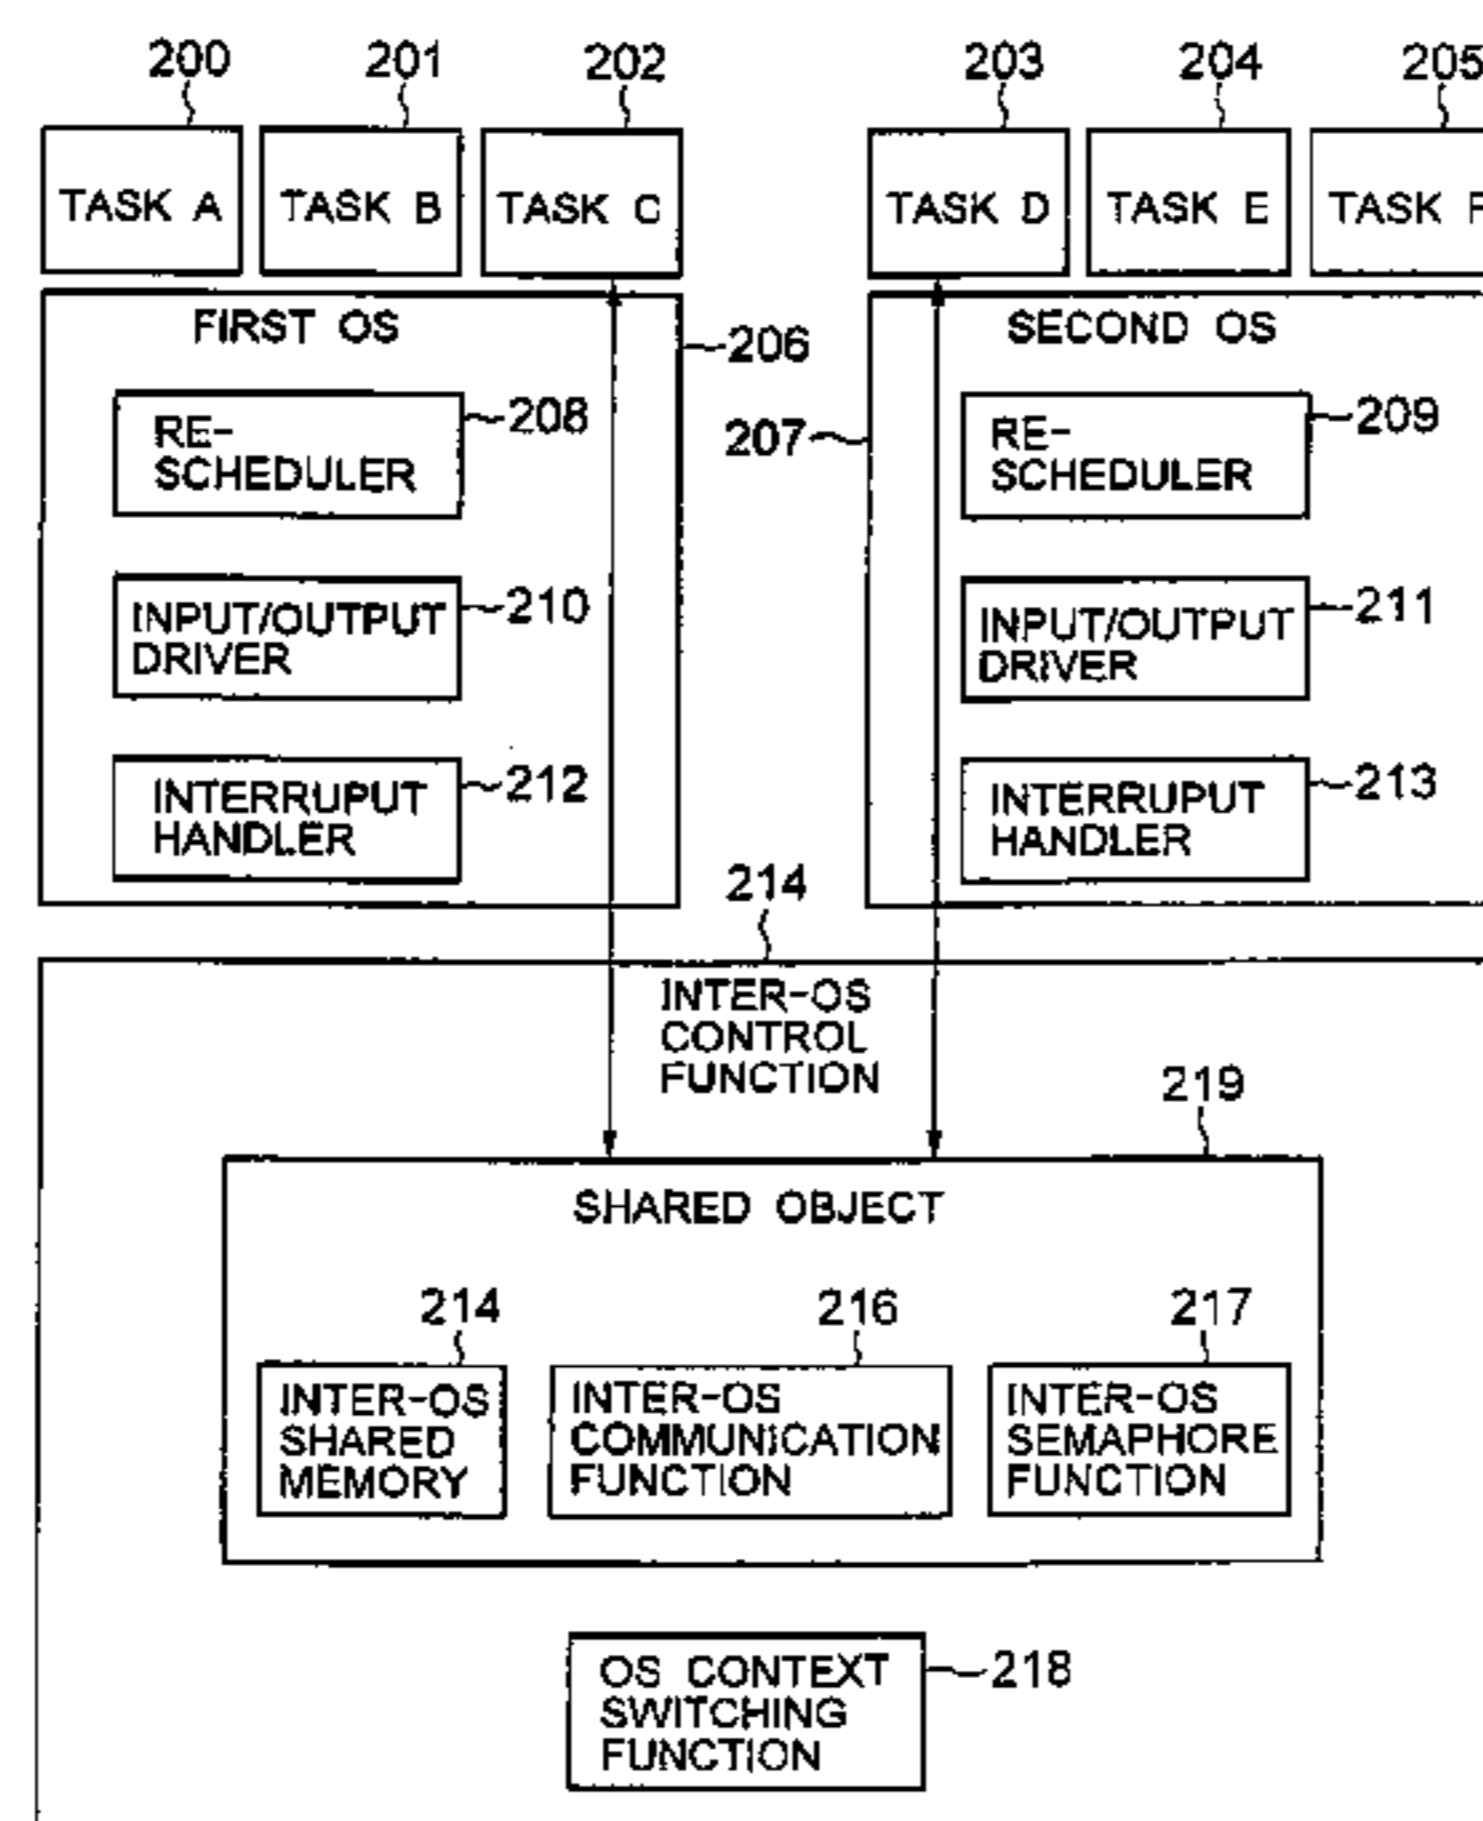 200 201 202 203 204 205
TASK A TASK B TASK C TASK D TASK E TASK F
FIRST OS
206
RE-
SCHEDULER
208
INPUT/OUTPUT
DRIVER
210
INTERRUPUT
HANDLER
212
SECOND OS
207
RE-
SCHEDULER
209
INPUT/OUTPUT
DRIVER
211
INTERRUPUT
HANDLER
213
214
INTER-OS
CONTROL
FUNCTION
219
SHARED OBJECT
214
INTER-OS
SHARED
MEMORY
216
INTER-OS
COMMUNICATION
FUNCTION
217
INTER-OS
SEMAPHORE
FUNCTION
OS CONTEXT
SWITCHING
FUNCTION
218